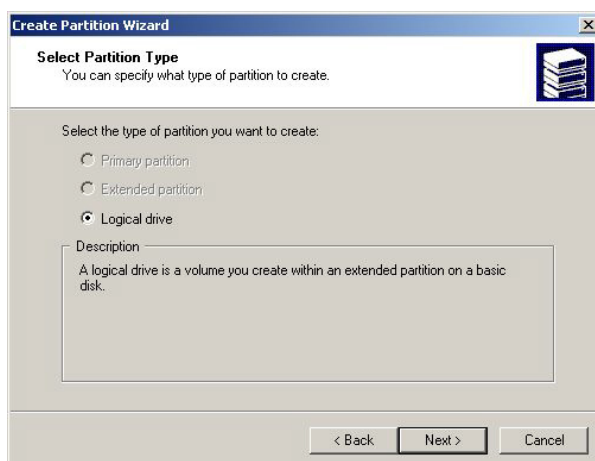 Create Partition Wizard
Select Partition Type
You can specify what type of partition to create.
Select the type of partition you want to create:
Primary partition
Extended partition
Logical drive
Description
A logical drive is a volume you create within an extended partition on a basic
disk.
< Back
Next >
Cancel